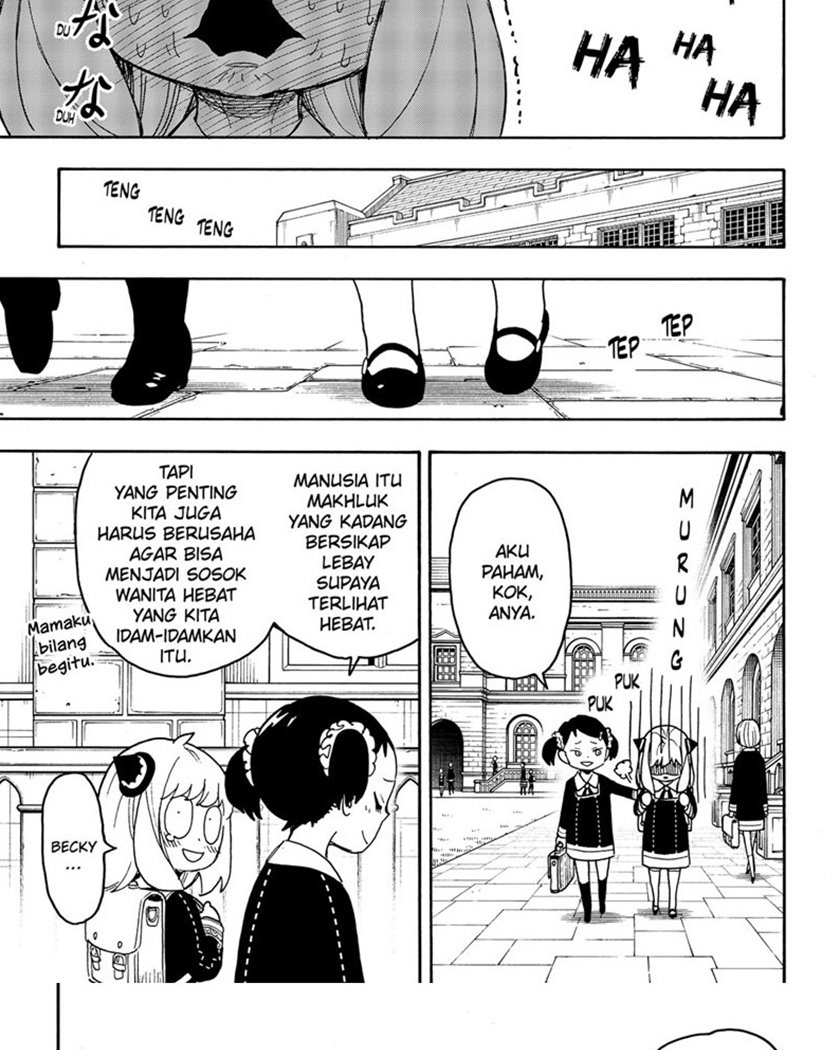 HA
HA
HA
な
DU
な
DUH
TENG
TENG
TENG
TEP
TEP
MURUNG
AKU
PAHAM,
KOK,
ANYA.
PUK
PUK
MANUSIA ITU
MAKHLUK
YANG KADANG
BERSIKAP
LEBAY
SUPAYA
TERLIHAT
HEBAT.
TAPI
YANG PENTING
KITA JUGA
HARUS BERUSAHA
AGAR BISA
MENJADI SOSOK
WANITA HEBAT
YANG KITA
IDAM-IDAMKAN
ITU.
Mamaku
bilang
begitu.
BECKY
...